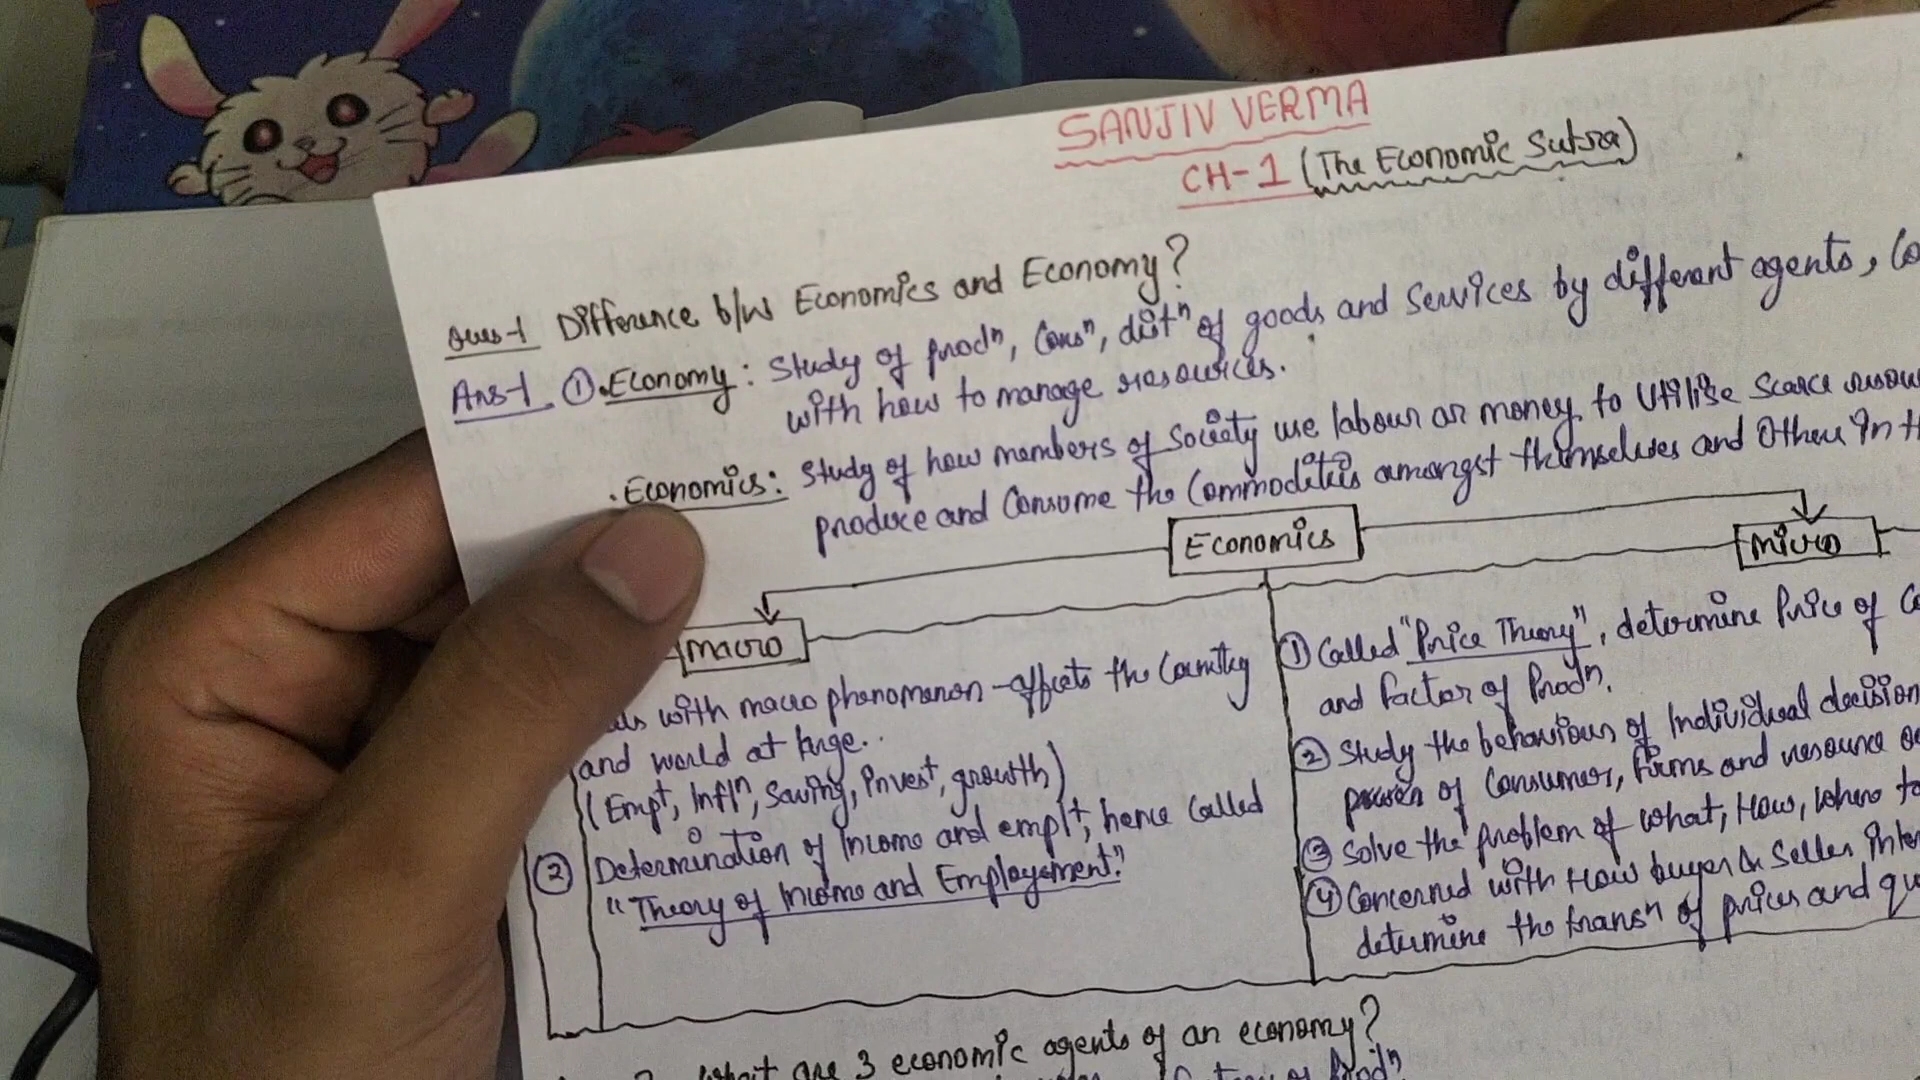 SANJIV VERMA
CH-1 (The Economic Sutra)
Ques-1 Difference b/w Economics and Economy?
Ans-1 ① .Economy: Study of prodⁿ, Consⁿ, distⁿ of goods and Services by different agents,
with how to manage resources.
.Economics: Study of how members of Society use labour or money to Utilise Scarce
produce and Consume the Commodities amongst themselves and Others In
Economics
Macro
Micro
with macro phenomenon-affects the Country
and world at large..
(Empᵗ, Inflⁿ, Saving, Invesᵗ, growth)
② Determination of Income and emplᵗ, hence Called
"Theory of Income and Employement."
① Called "Price Theory", determine Price of
and factor of Prodⁿ.
② Study the behaviour of Individual decision
power of Consumer, firms and resource
③ Solve the problem of what, How, where to
④ Concerned with How buyer & Seller
determine the transⁿ of prices and
What are 3 economic agents of an economy?